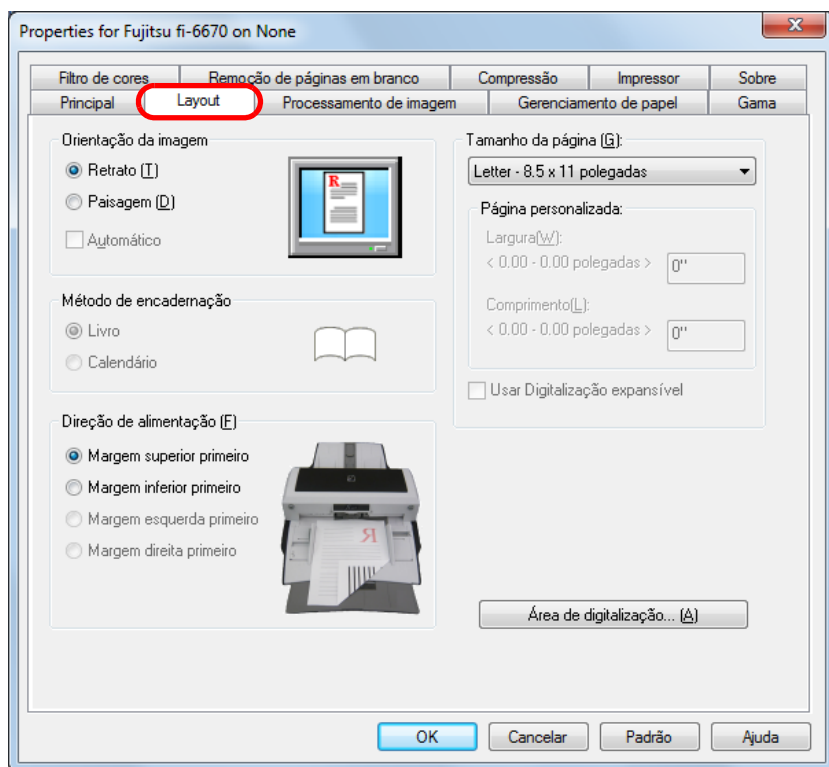 Properties for Fujitsu fi-6670 on None
Filtro de cores
Remoção de páginas em branco
Compressão
Impressor
Sobre
Principal
Layout
Processamento de imagem
Gerenciamento de papel
Gama
Orientação da imagem
Retrato (T)
Paisagem (D)
Automático
R
Método de encadernação
Livro
Calendário
Direção de alimentação (F)
Margem superior primeiro
Margem inferior primeiro
Margem esquerda primeiro
Margem direita primeiro
R
Tamanho da página (G):
Letter - 8.5 x 11 polegadas
Página personalizada:
Largura(W):
< 0.00 - 0.00 polegadas >
0''
Comprimento(L):
< 0.00 - 0.00 polegadas >
0''
Usar Digitalização expansível
Área de digitalização... (A)
OK
Cancelar
Padrão
Ajuda